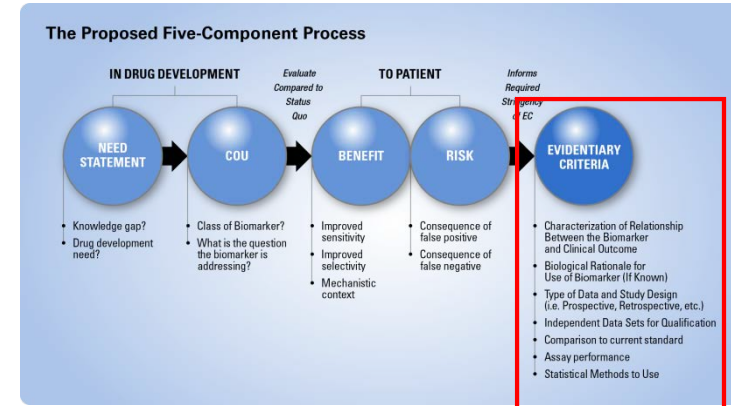 The Proposed Five-Component Process
IN DRUG DEVELOPMENT
Evaluate
Compared to
Status
Quo
TO PATIENT
Informs
Required
Stringency
of EC
NEED
STATEMENT
COU
BENEFIT
RISK
EVIDENTIARY
CRITERIA
• Knowledge gap?
• Drug development
need?
• Class of Biomarker?
• What is the question
the biomarker is
addressing?
• Improved
sensitivity
• Improved
selectivity
• Mechanistic
context
• Consequence of
false positive
• Consequence of
false negative
• Characterization of Relationship
Between the Biomarker
and Clinical Outcome
• Biological Rationale for
Use of Biomarker (If Known)
• Type of Data and Study Design
(i.e. Prospective, Retrospective, etc.)
• Independent Data Sets for Qualification
• Comparison to current standard
• Assay performance
• Statistical Methods to Use